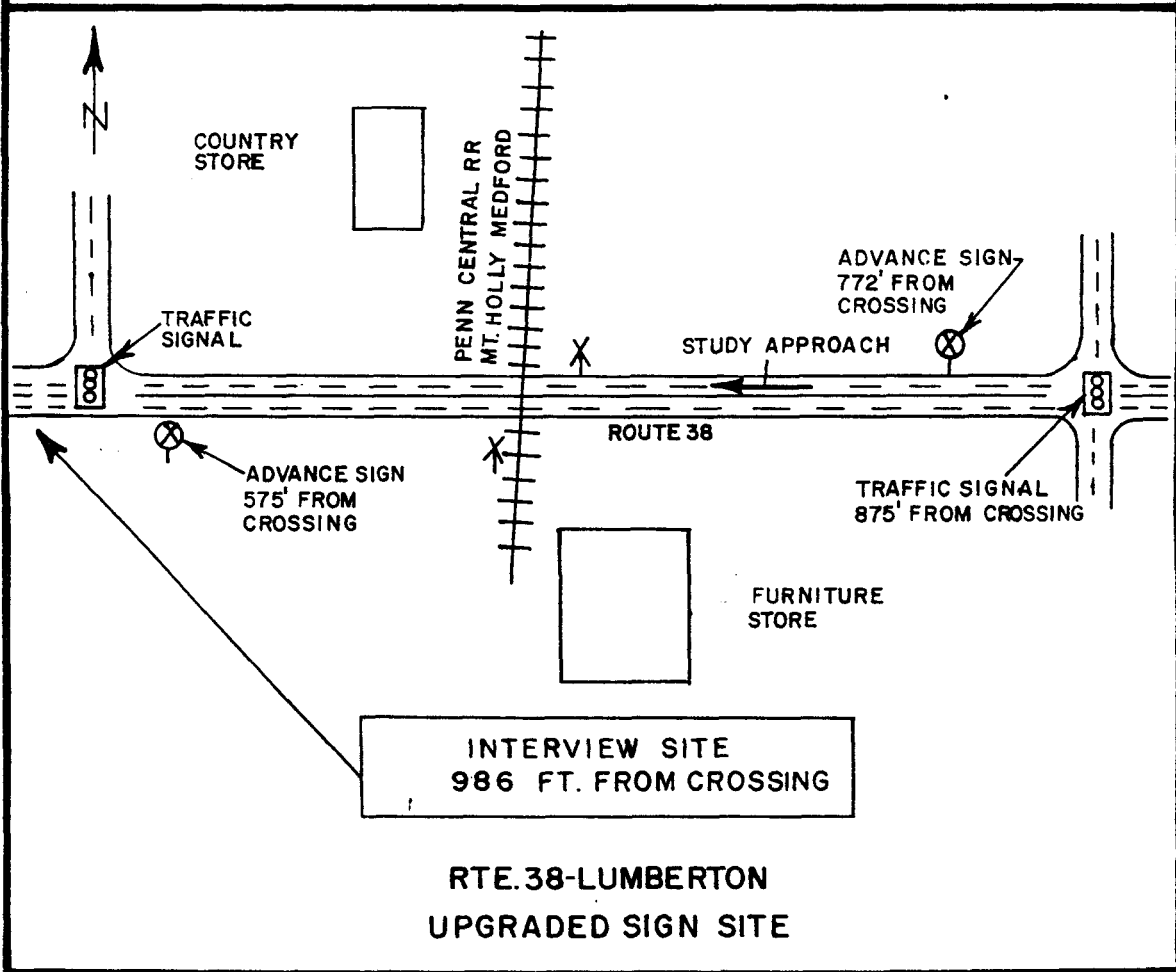 N
COUNTRY
STORE
PENN CENTRAL RR
MT. HOLLY MEDFORD
ADVANCE SIGN
772' FROM
CROSSING
TRAFFIC
SIGNAL
STUDY APPROACH
ROUTE 38
ADVANCE SIGN
575' FROM
CROSSING
TRAFFIC SIGNAL
875' FROM CROSSING
FURNITURE
STORE
INTERVIEW SITE
986 FT. FROM CROSSING
RTE. 38-LUMBERTON
UPGRADED SIGN SITE